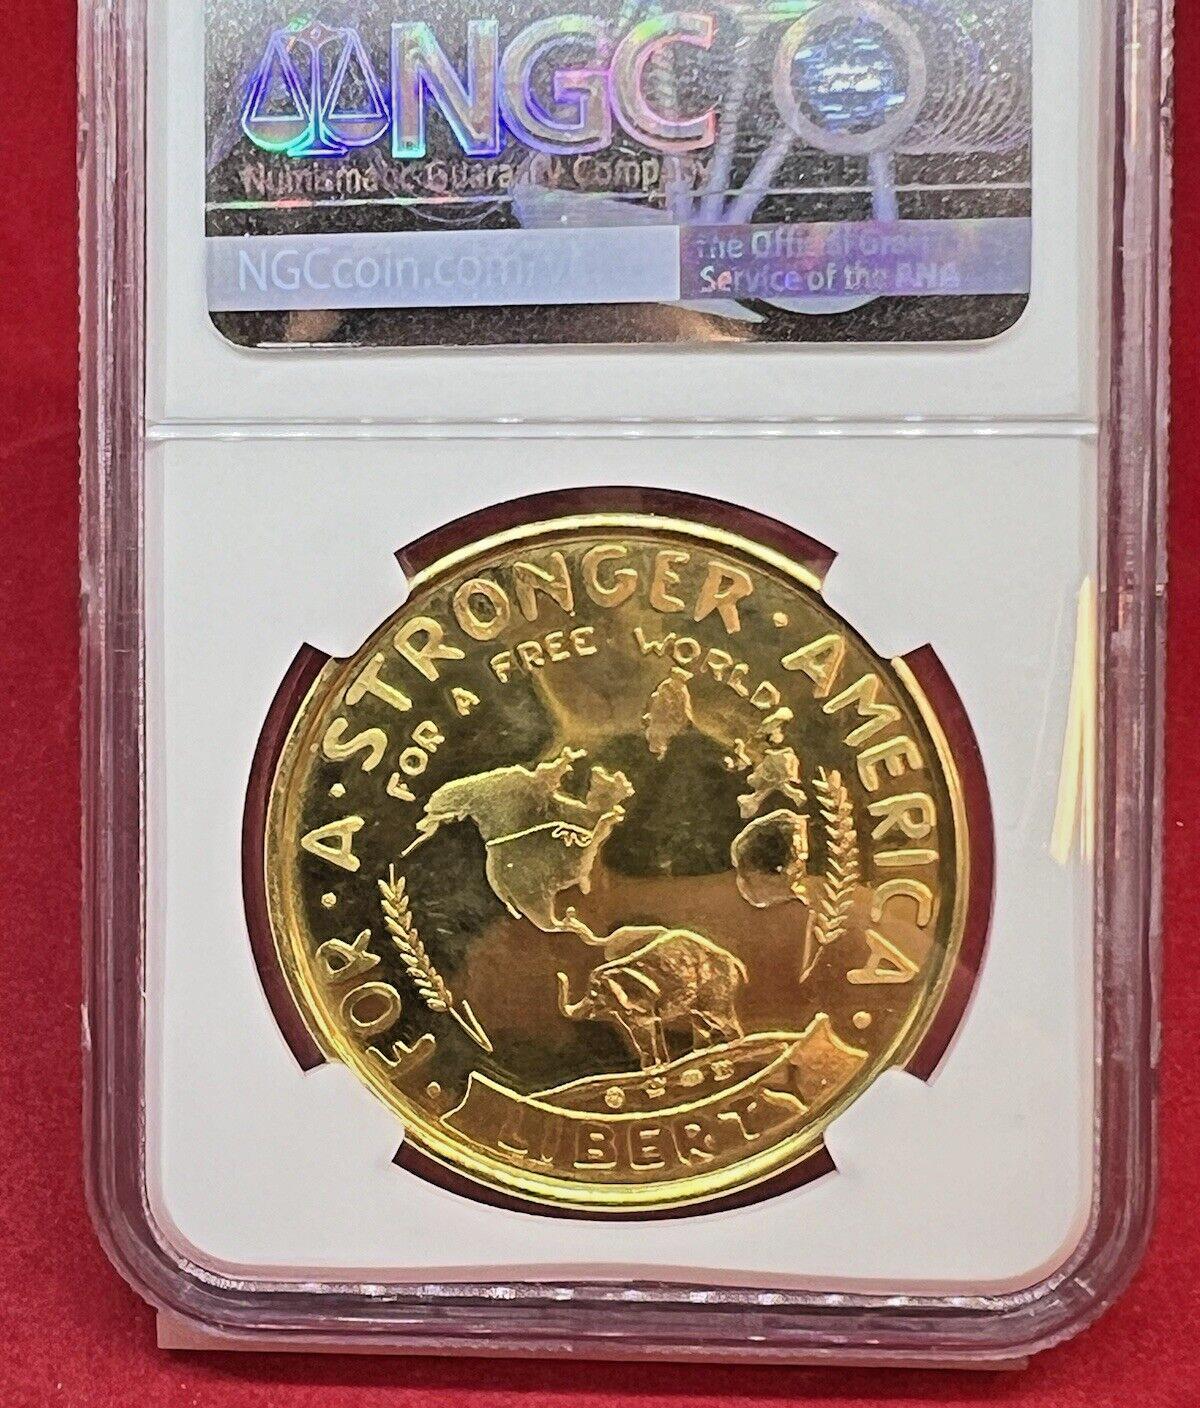 NGC
Numismatic Guaranty Company
NGCcoin.com
The Official Grading
Service of the ANA
FOR · A · STRONGER · AMERICA
FOR A FREE WORLD
LIBERTY